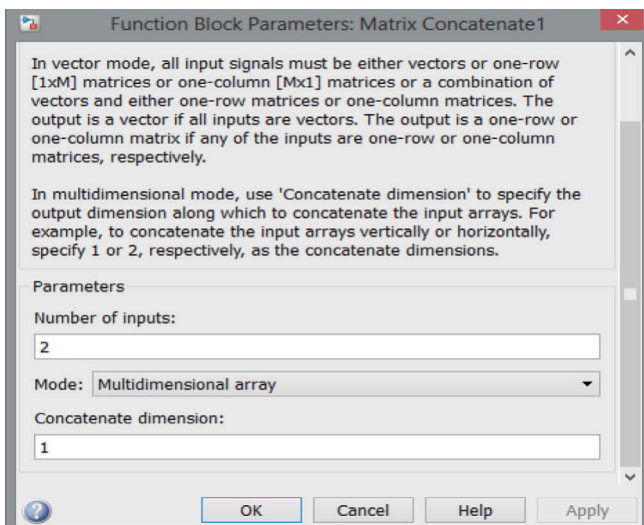 Function Block Parameters: Matrix Concatenate1
In vector mode, all input signals must be either vectors or one-row
[1xM] matrices or one-column [Mx1] matrices or a combination of
vectors and either one-row matrices or one-column matrices. The
output is a vector if all inputs are vectors. The output is a one-row or
one-column matrix if any of the inputs are one-row or one-column
matrices, respectively.
In multidimensional mode, use 'Concatenate dimension' to specify the
output dimension along which to concatenate the input arrays. For
example, to concatenate the input arrays vertically or horizontally,
specify 1 or 2, respectively, as the concatenate dimensions.
Parameters
Number of inputs:
2
Mode: Multidimensional array
Concatenate dimension:
1
OK Cancel Help Apply